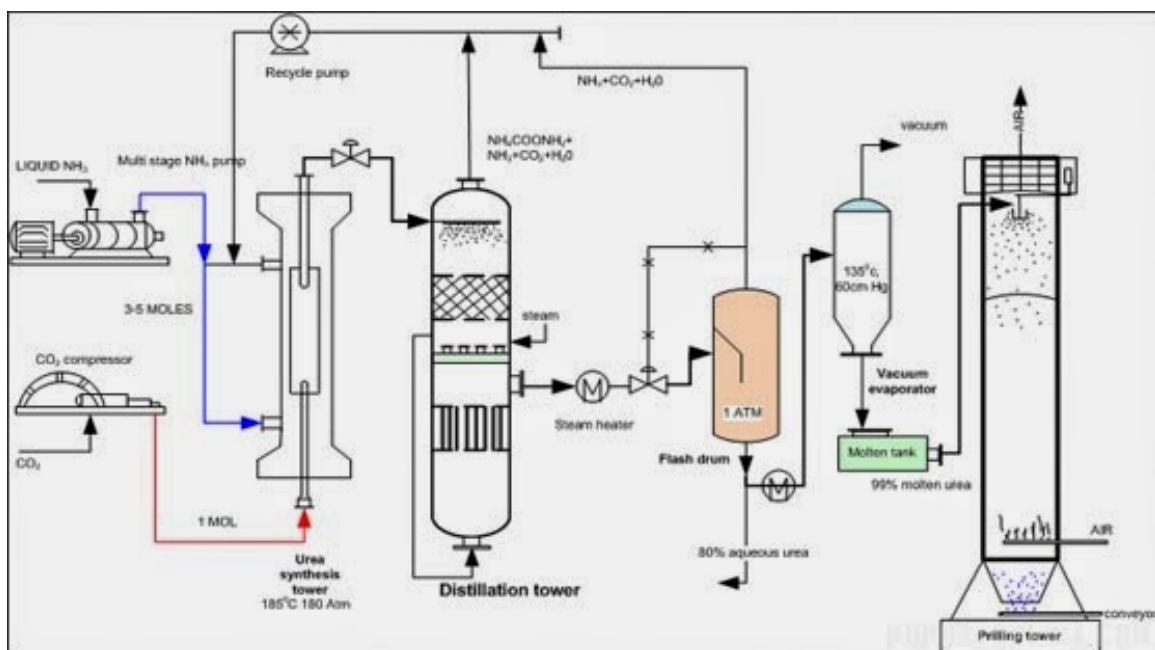 Recycle pump
NH₃+CO₂+H₂0
NH₄COONH₂+
NH₃+CO₂+H₂0
vacuum
AIR
LIQUID NH₃
Multi stage NH₃ pump
3-5 MOLES
steam
135⁰c,
60cm Hg
CO₂ compressor
Vacuum
evaporator
Steam heater
1 ATM
Flash drum
Molten tank
99% molten urea
CO₂
1 MOL
AIR
80% aqueous urea
Urea
synthesis
tower
185⁰C 180 Atm
Distillation tower
conveyor
Prilling tower